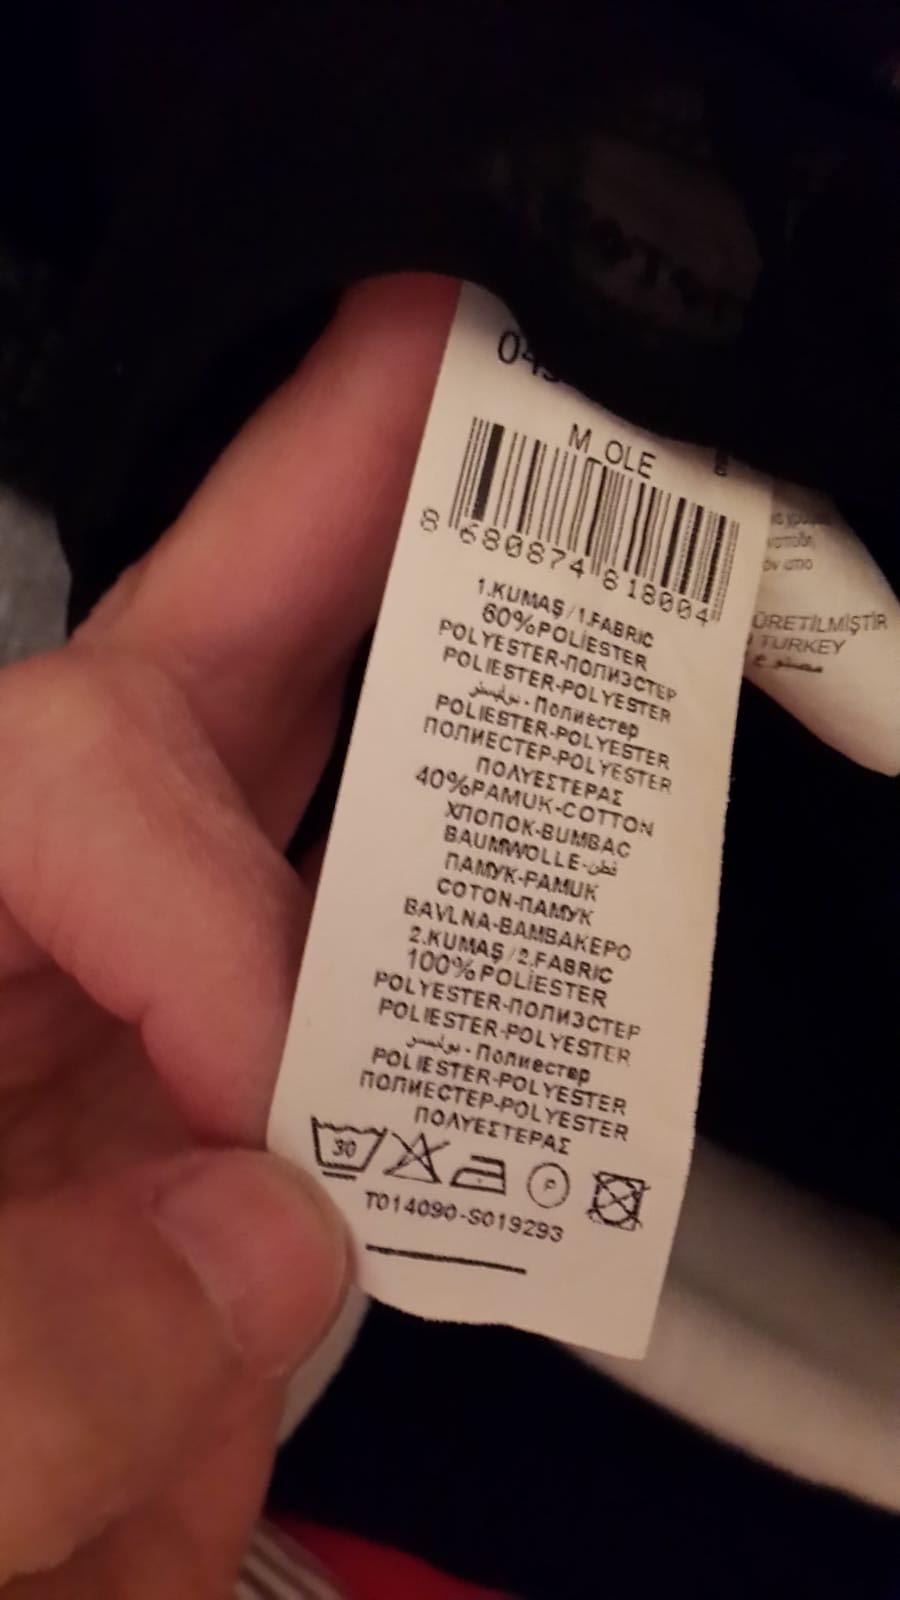 M OLE
8 680874 618004
1.KUMAŞ / 1.FABRIC
60%POLİESTER
POLYESTER-ПОЛИЭСТЕР
POLIESTER-POLYESTER
بوليستر - Полиестер
POLIESTER-POLYESTER
ПОЛИЕСТЕР-POLYESTER
ΠΟΛΥΕΣΤΕΡΑΣ
40%PAMUK-COTTON
ХЛОПОК-BUMBAC
BAUMWOLLE-قطن
ПАМУК-PAMUK
COTON-ПАМУК
BAVLNA-ΒΑΜΒΑΚΕΡΟ
2.KUMAŞ / 2.FABRIC
100%POLİESTER
POLYESTER-ПОЛИЭСТЕР
POLIESTER-POLYESTER
بوليستر - Полиестер
POLIESTER-POLYESTER
ПОЛИЕСТЕР-POLYESTER
ΠΟΛΥΕΣΤΕΡΑΣ
30 P
T014090-S019293
από
ÜRETİLMİŞTİR
TURKEY